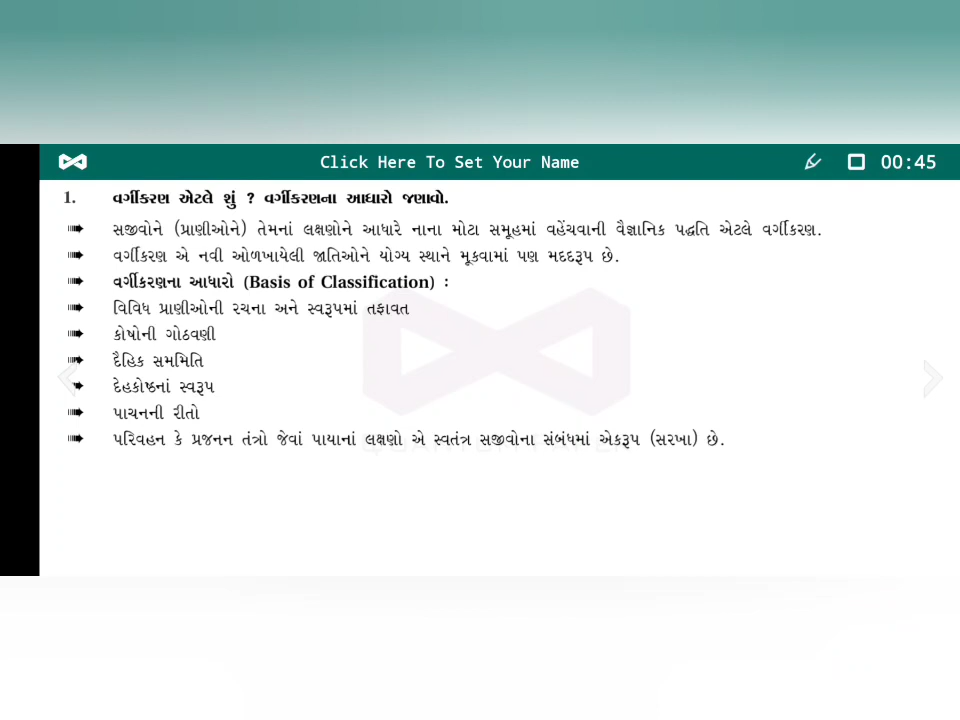 Click Here To Set Your Name 00:45
1. વર્ગીકરણ એટલે શું ? વર્ગીકરણના આધારો જણાવો.
સજીવોને (પ્રાણીઓને) તેમનાં લક્ષણોને આધારે નાના મોટા સમૂહમાં વહેંચવાની વૈજ્ઞાનિક પદ્ધતિ એટલે વર્ગીકરણ.
વર્ગીકરણ એ નવી ઓળખાયેલી જાતિઓને યોગ્ય સ્થાને મૂકવામાં પણ મદદરૂપ છે.
વર્ગીકરણના આધારો (Basis of Classification) :
વિવિધ પ્રાણીઓની રચના અને સ્વરૂપમાં તફાવત
કોષોની ગોઠવણી
દૈહિક સમમિતિ
દેહકોષ્ઠનાં સ્વરૂપ
પાચનની રીતો
પરિવહન કે પ્રજનન તંત્રો જેવાં પાયાનાં લક્ષણો એ સ્વતંત્ર સજીવોના સંબંધમાં એકરૂપ (સરખા) છે.